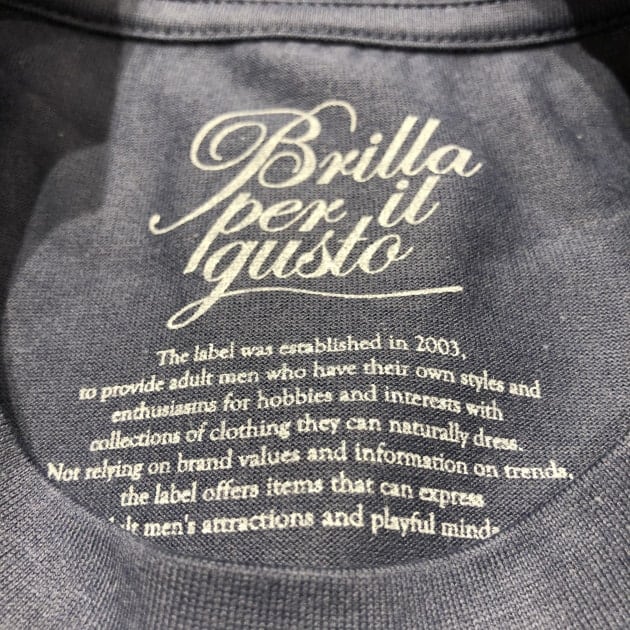 Brilla
per il
gusto
The label was established in 2003,
to provide adult men who have their own styles and
enthusiasms for hobbies and interests with
collections of clothing they can naturally dress.
Not relying on brand values and information on trends,
the label offers items that can express
men's attractions and playful minds